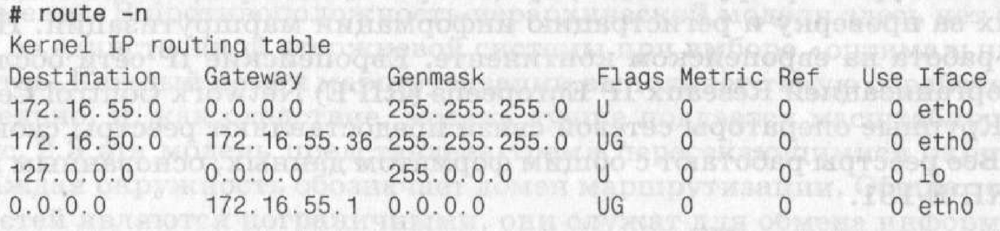 # route -n
Kernel IP routing table
Destination Gateway Genmask Flags Metric Ref Use Iface
172.16.55.0 0.0.0.0 255.255.255.0 U 0 0 0 eth0
172.16.50.0 172.16.55.36 255.255.255.0 UG 0 0 0 eth0
127.0.0.0 0.0.0.0 255.0.0.0 U 0 0 0 lo
0.0.0.0 172.16.55.1 0.0.0.0 UG 0 0 0 eth0